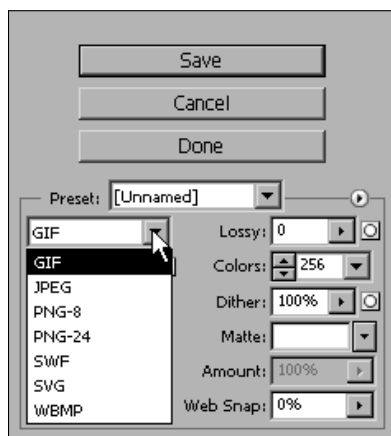 Save
Cancel
Done
Preset: [Unnamed]
GIF
Lossy: 0
GIF
Colors: 256
JPEG
PNG-8
Dither: 100%
PNG-24
Matte:
SWF
SVG
Amount: 100%
WBMP
Web Snap: 0%